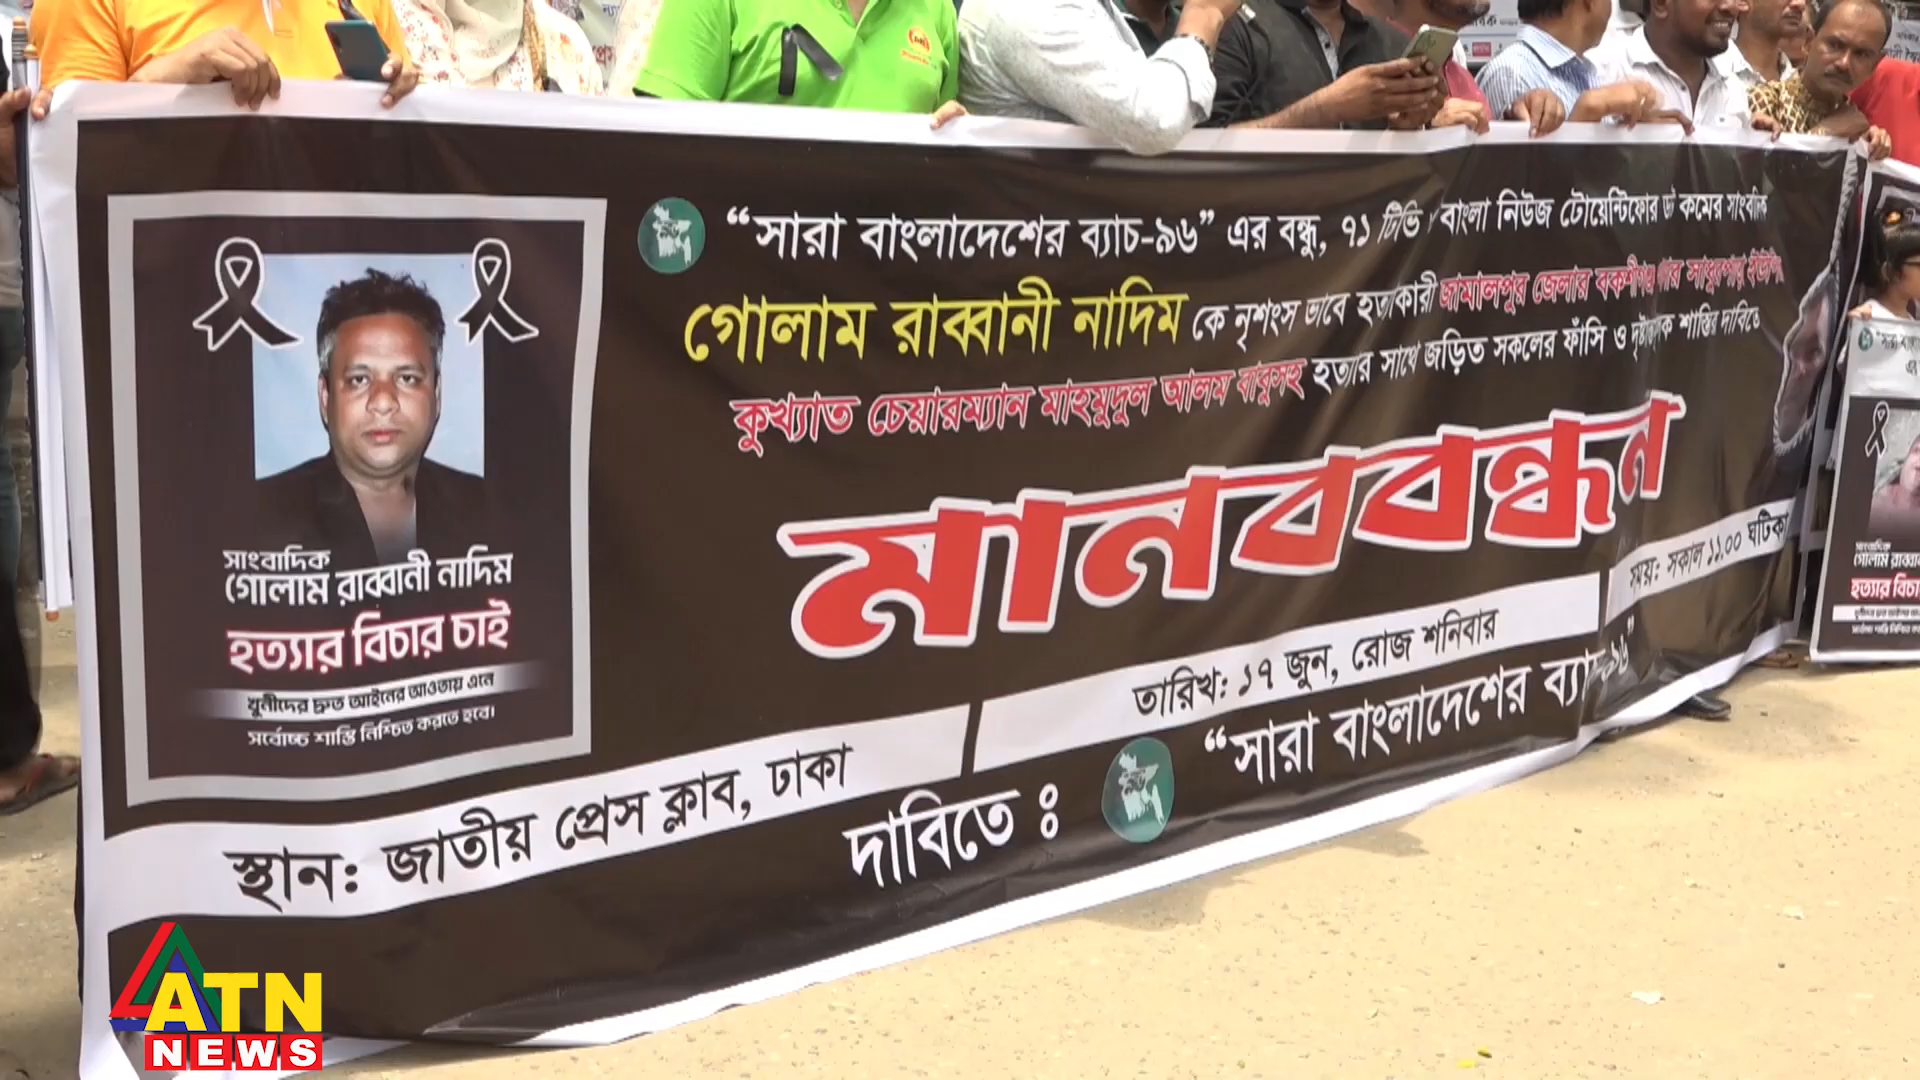 “সারা বাংলাদেশের ব্যাচ-৯৬” এর বন্ধু, ৭১ টিভি বাংলা নিউজ টোয়েন্টিফোর ডট কমের সাংবাদিক
গোলাম রাব্বানী নাদিম কে নৃশংস ভাবে হত্যাকারী জামালপুর জেলার বকশীগঞ্জ
কুখ্যাত চেয়ারম্যান মাহমুদুল আলম বাবুসহ হত্যার সাথে জড়িত সকলের ফাঁসি ও দৃষ্টান্তমূলক শাস্তির দাবিতে
মানববন্ধন
তারিখ: ১৭ জুন, রোজ শনিবার
সময়: সকাল ১১.০০ ঘটিকা
স্থান: জাতীয় প্রেস ক্লাব, ঢাকা
দাবিতে : “সারা বাংলাদেশের ব্যাচ-৯৬”
সাংবাদিক
গোলাম রাব্বানী নাদিম
হত্যার বিচার চাই
খুনীদের দ্রুত আইনের আওতায় এনে
সর্বোচ্চ শাস্তি নিশ্চিত করতে হবে।
সাংবাদিক
গোলাম
ATN
NEWS